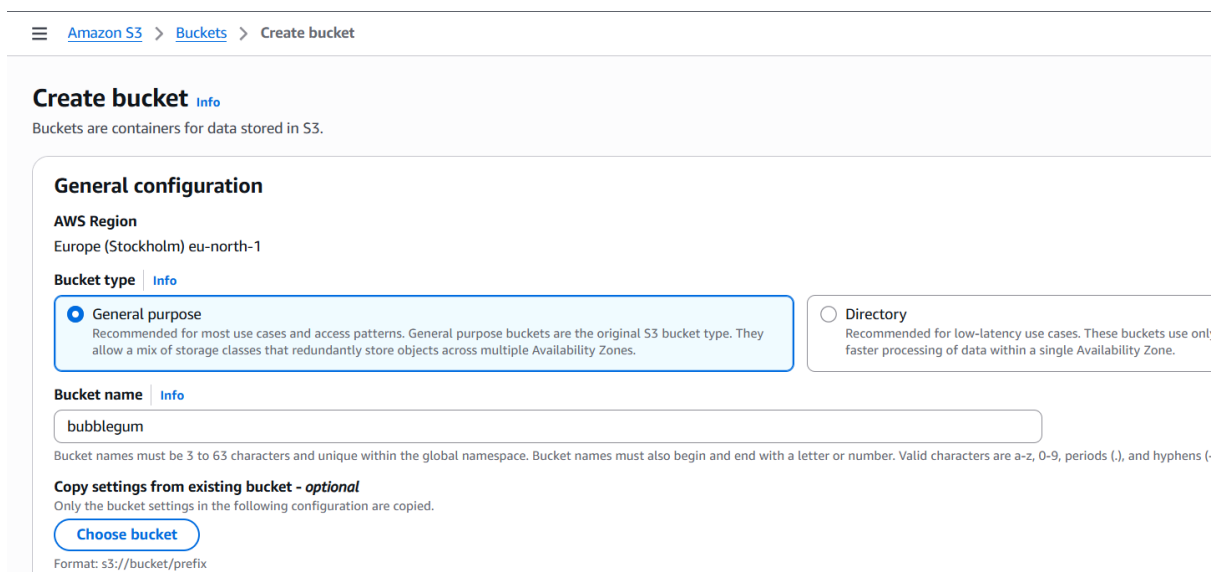 Amazon S3 > Buckets > Create bucket
Create bucket Info
Buckets are containers for data stored in S3.
General configuration
AWS Region
Europe (Stockholm) eu-north-1
Bucket type Info
General purpose
Recommended for most use cases and access patterns. General purpose buckets are the original S3 bucket type. They
allow a mix of storage classes that redundantly store objects across multiple Availability Zones.
Directory
Recommended for low-latency use cases. These buckets use only
faster processing of data within a single Availability Zone.
Bucket name Info
bubblegum
Bucket names must be 3 to 63 characters and unique within the global namespace. Bucket names must also begin and end with a letter or number. Valid characters are a-z, 0-9, periods (.), and hyphens (-
Copy settings from existing bucket - optional
Only the bucket settings in the following configuration are copied.
Choose bucket
Format: s3://bucket/prefix